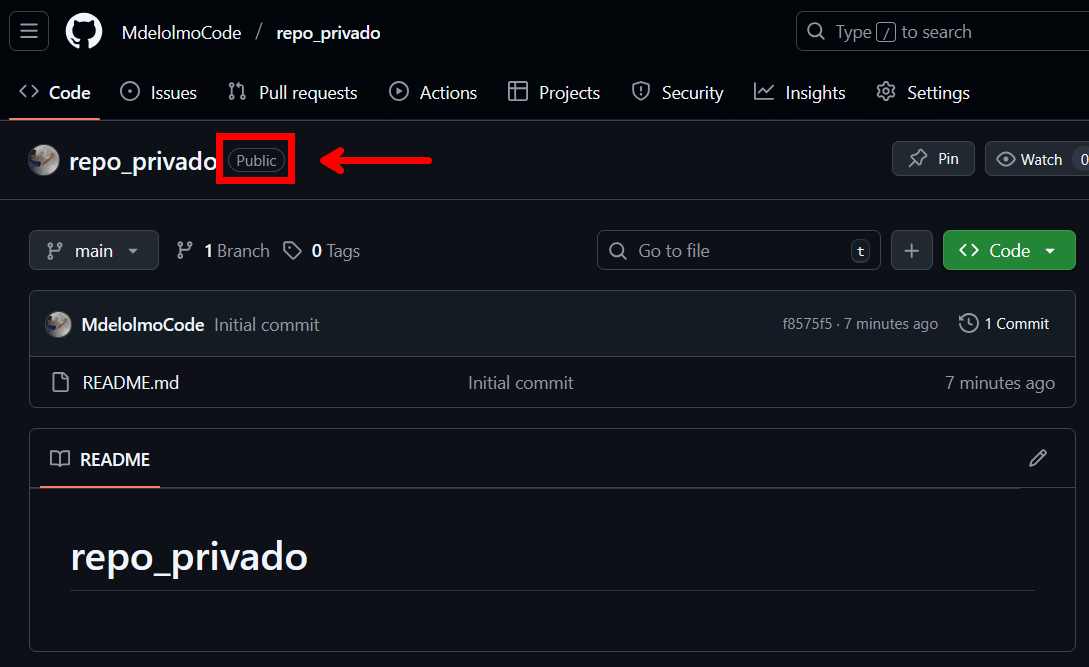 MdelolmoCode / repo_privado Type / to search
Code Issues Pull requests Actions Projects Security Insights Settings
repo_privado Public Pin Watch 0
main 1 Branch 0 Tags Go to file t + Code
MdelolmoCode Initial commit f8575f5 · 7 minutes ago 1 Commit
README.md Initial commit 7 minutes ago
README
repo_privado